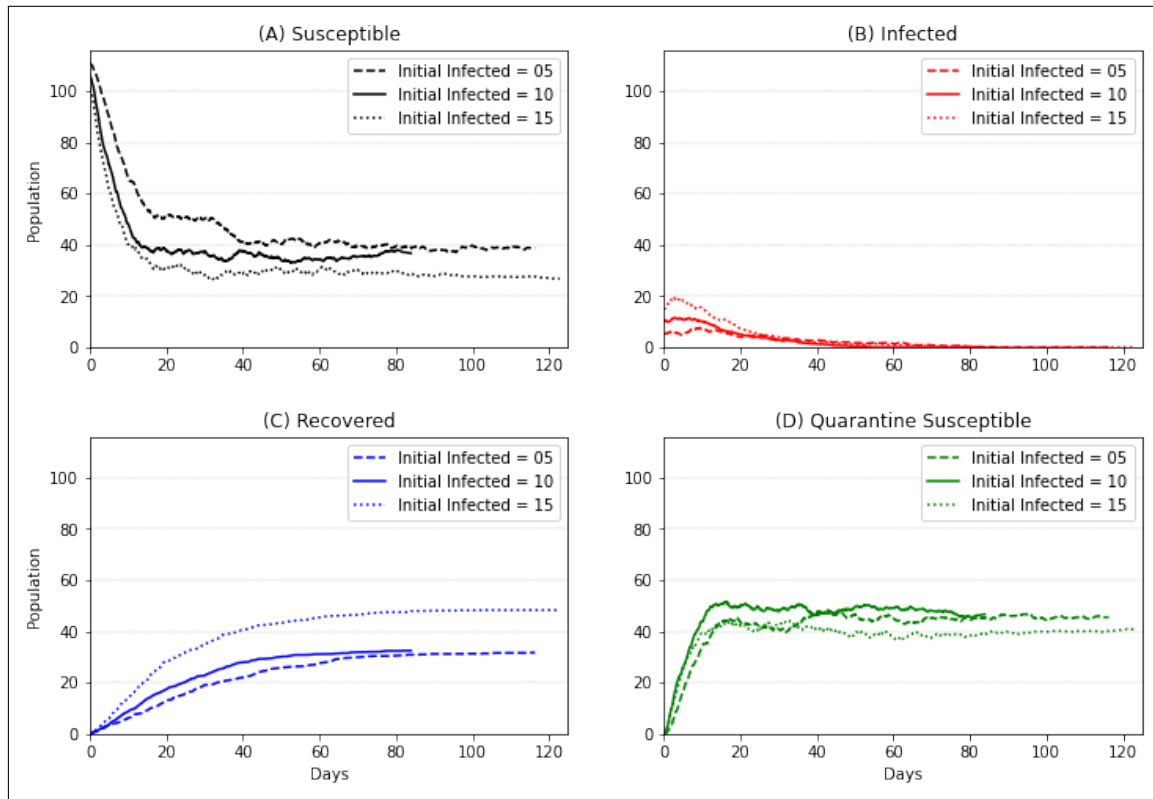 (A) Susceptible
Population
100
80
60
40
20
0
0 20 40 60 80 100 120
Initial Infected = 05
Initial Infected = 10
Initial Infected = 15
(B) Infected
100
80
60
40
20
0
0 20 40 60 80 100 120
Initial Infected = 05
Initial Infected = 10
Initial Infected = 15
(C) Recovered
Population
100
80
60
40
20
0
0 20 40 60 80 100 120
Days
Initial Infected = 05
Initial Infected = 10
Initial Infected = 15
(D) Quarantine Susceptible
100
80
60
40
20
0
0 20 40 60 80 100 120
Days
Initial Infected = 05
Initial Infected = 10
Initial Infected = 15